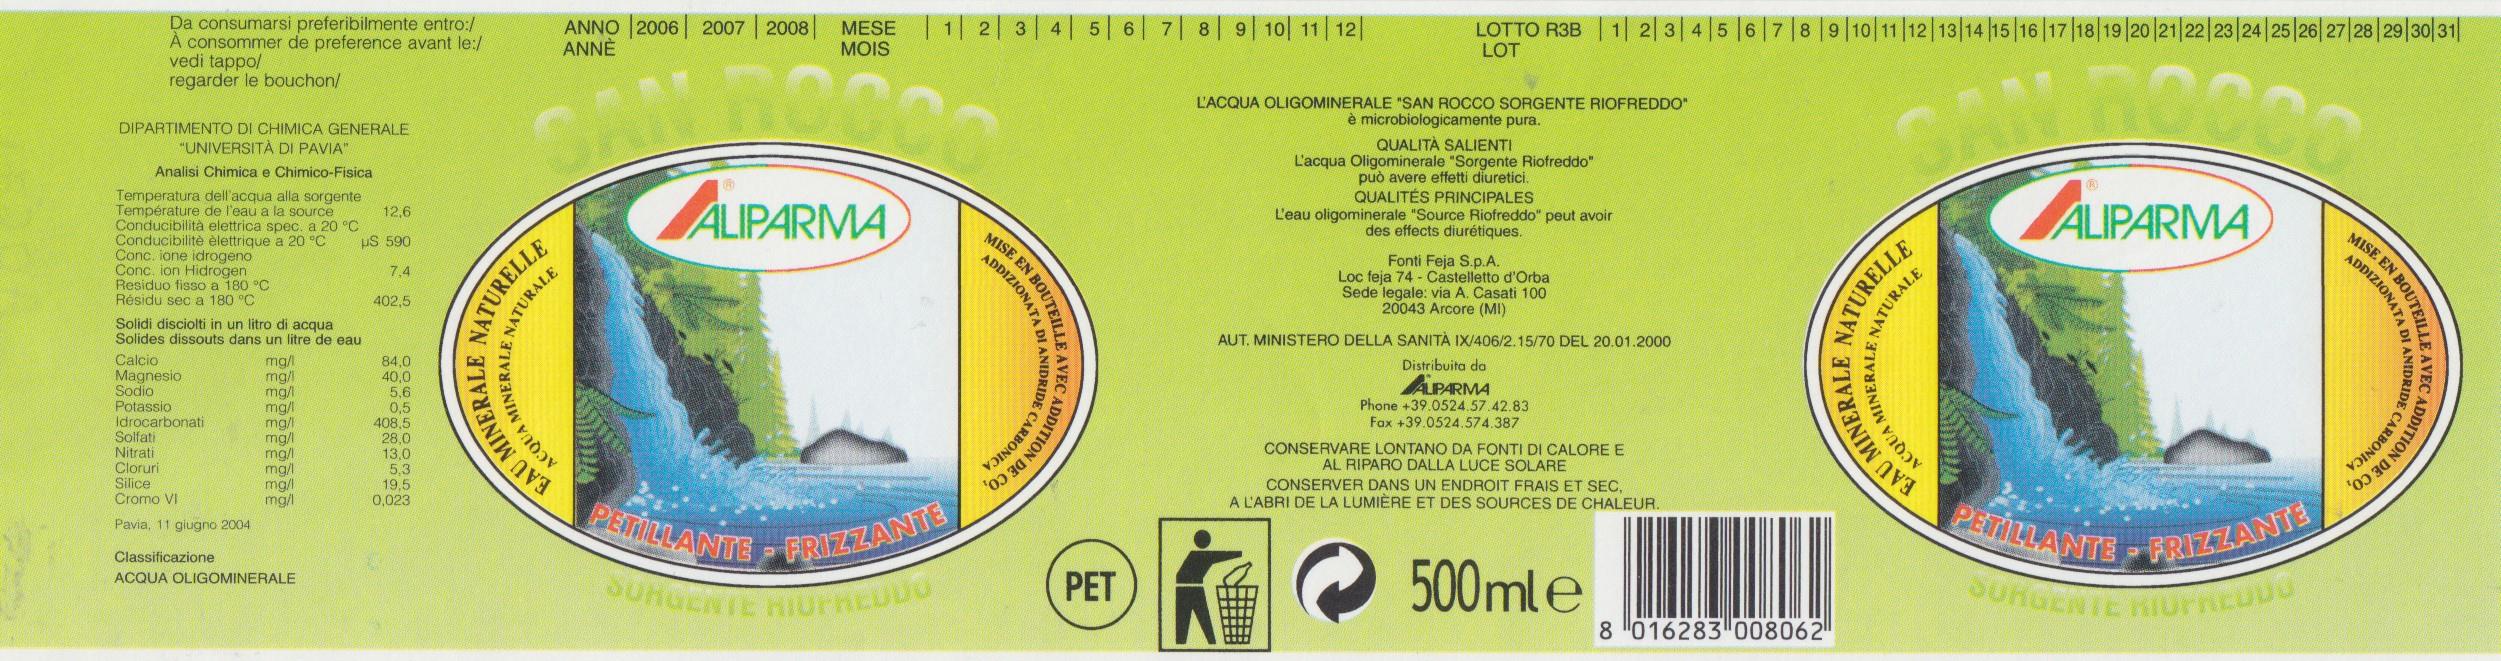 Da consumarsi preferibilmente entro:/
À consommer de preference avant le:/
vedi tappo/
regarder le bouchon/
ANNO 2006 2007 2008 MESE 1 2 3 4 5 6 7 8 9 10 11 12
ANNÈ MOIS
LOTTO R3B 1 2 3 4 5 6 7 8 9 10 11 12 13 14 15 16 17 18 19 20 21 22 23 24 25 26 27 28 29 30 31
LOT
DIPARTIMENTO DI CHIMICA GENERALE
"UNIVERSITÀ DI PAVIA"
Analisi Chimica e Chimico-Fisica
Temperatura dell'acqua alla sorgente
Température de l'eau a la source 12,6
Conducibilità elettrica spec. a 20 °C
Conducibilitè èlettrique a 20 °C µS 590
Conc. ione idrogeno
Conc. ion Hidrogen 7,4
Residuo fisso a 180 °C
Résidu sec a 180 °C 402,5
Solidi disciolti in un litro di acqua
Solides dissouts dans un litre de eau
Calcio mg/l 84,0
Magnesio mg/l 40,0
Sodio mg/l 5,6
Potassio mg/l 0,5
Idrocarbonati mg/l 408,5
Solfati mg/l 28,0
Nitrati mg/l 13,0
Cloruri mg/l 5,3
Silice mg/l 19,5
Cromo VI mg/l 0,023
Pavia, 11 giugno 2004
Classificazione
ACQUA OLIGOMINERALE
SAN ROCCO
ALIPARMA®
EAU MINERALE NATURELLE
ACQUA MINERALE NATURALE
MISE EN BOUTEILLE AVEC ADDITION DE CO₂
ADDIZIONATA DI ANIDRIDE CARBONICA
PETILLANTE - FRIZZANTE
SORGENTE RIOFREDDO
L'ACQUA OLIGOMINERALE "SAN ROCCO SORGENTE RIOFREDDO"
è microbiologicamente pura.
QUALITÀ SALIENTI
L'acqua Oligominerale "Sorgente Riofreddo"
può avere effetti diuretici.
QUALITÉS PRINCIPALES
L'eau oligominerale "Source Riofreddo" peut avoir
des effects diurétiques.
Fonti Feja S.p.A.
Loc feja 74 - Castelletto d'Orba
Sede legale: via A. Casati 100
20043 Arcore (MI)
AUT. MINISTERO DELLA SANITÀ IX/406/2.15/70 DEL 20.01.2000
Distribuita da
ALIPARMA
Phone +39.0524.57.42.83
Fax +39.0524.574.387
CONSERVARE LONTANO DA FONTI DI CALORE E
AL RIPARO DALLA LUCE SOLARE
CONSERVER DANS UN ENDROIT FRAIS ET SEC,
A L'ABRI DE LA LUMIÈRE ET DES SOURCES DE CHALEUR.
PET
500 ml e
8 016283 008062
SAN ROCCO
ALIPARMA®
EAU MINERALE NATURELLE
ACQUA MINERALE NATURALE
MISE EN BOUTEILLE AVEC ADDITION DE CO₂
ADDIZIONATA DI ANIDRIDE CARBONICA
PETILLANTE - FRIZZANTE
SORGENTE RIOFREDDO